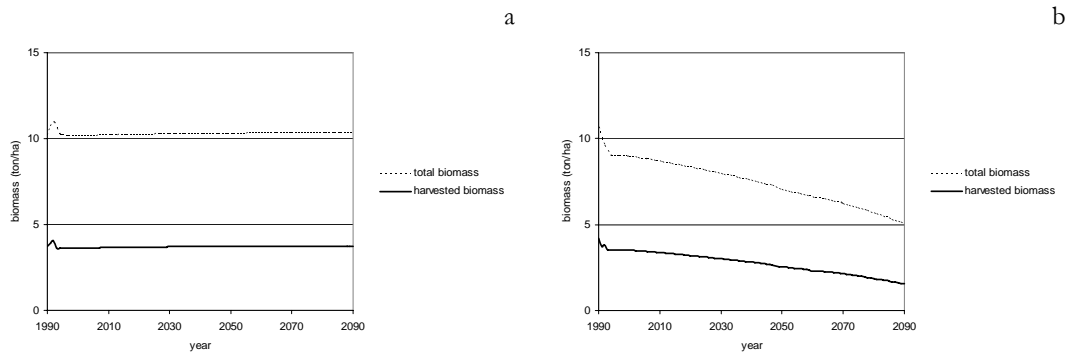 a
15
10
5
0
biomass (ton/ha)
1990 2010 2030 2050 2070 2090
year
total biomass
harvested biomass
b
15
10
5
0
biomass (ton/ha)
1990 2010 2030 2050 2070 2090
year
total biomass
harvested biomass